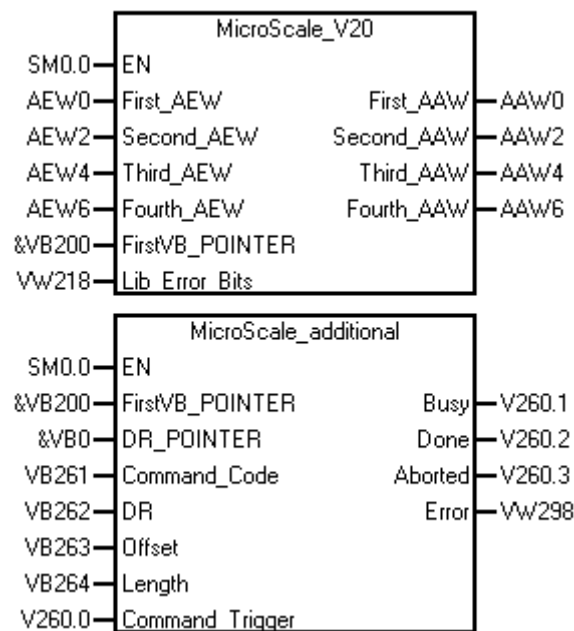 MicroScale_V20
SM0.0 EN
AEW0 First_AEW First_AAW AAW0
AEW2 Second_AEW Second_AAW AAW2
AEW4 Third_AEW Third_AAW AAW4
AEW6 Fourth_AEW Fourth_AAW AAW6
&VB200 FirstVB_POINTER
VW218 Lib_Error_Bits
MicroScale_additional
SM0.0 EN
&VB200 FirstVB_POINTER Busy V260.1
&VB0 DR_POINTER Done V260.2
VB261 Command_Code Aborted V260.3
VB262 DR Error VW298
VB263 Offset
VB264 Length
V260.0 Command_Trigger